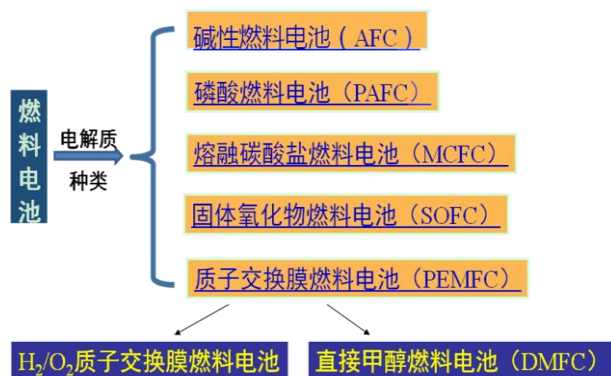 燃料电池
电解质
种类
碱性燃料电池（AFC）
磷酸燃料电池（PAFC）
熔融碳酸盐燃料电池（MCFC）
固体氧化物燃料电池（SOFC）
质子交换膜燃料电池（PEMFC）
H₂/O₂质子交换膜燃料电池
直接甲醇燃料电池（DMFC）